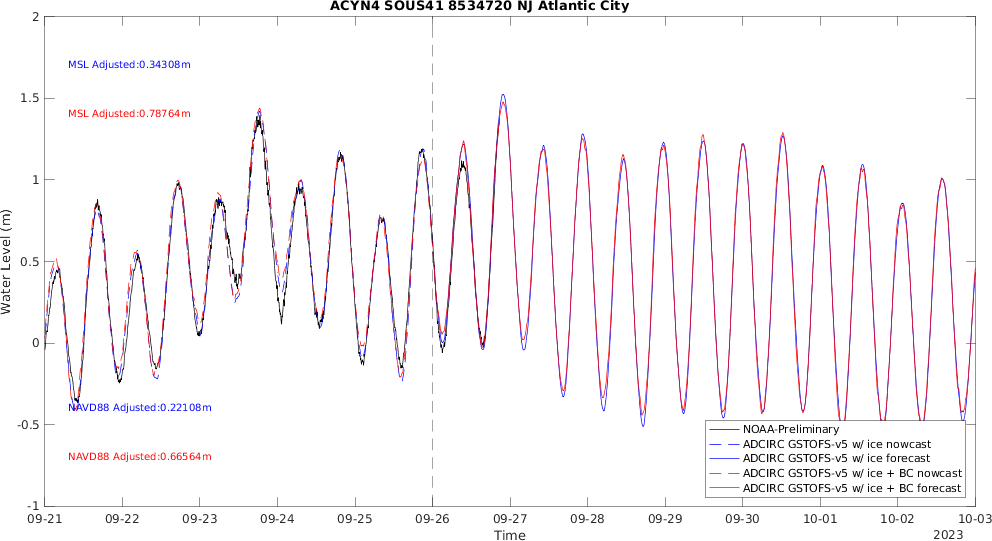 ACYN4 SOUS41 8534720 NJ Atlantic City
2
1.5
1
0.5
0
-0.5
-1
Water Level (m)
MSL Adjusted:0.34308m
MSL Adjusted:0.78764m
NAVD88 Adjusted:0.22108m
NAVD88 Adjusted:0.66564m
NOAA-Preliminary
ADCIRC GSTOFS-v5 w/ ice nowcast
ADCIRC GSTOFS-v5 w/ ice forecast
ADCIRC GSTOFS-v5 w/ ice + BC nowcast
ADCIRC GSTOFS-v5 w/ ice + BC forecast
09-21 09-22 09-23 09-24 09-25 09-26 09-27 09-28 09-29 09-30 10-01 10-02 10-03
Time
2023